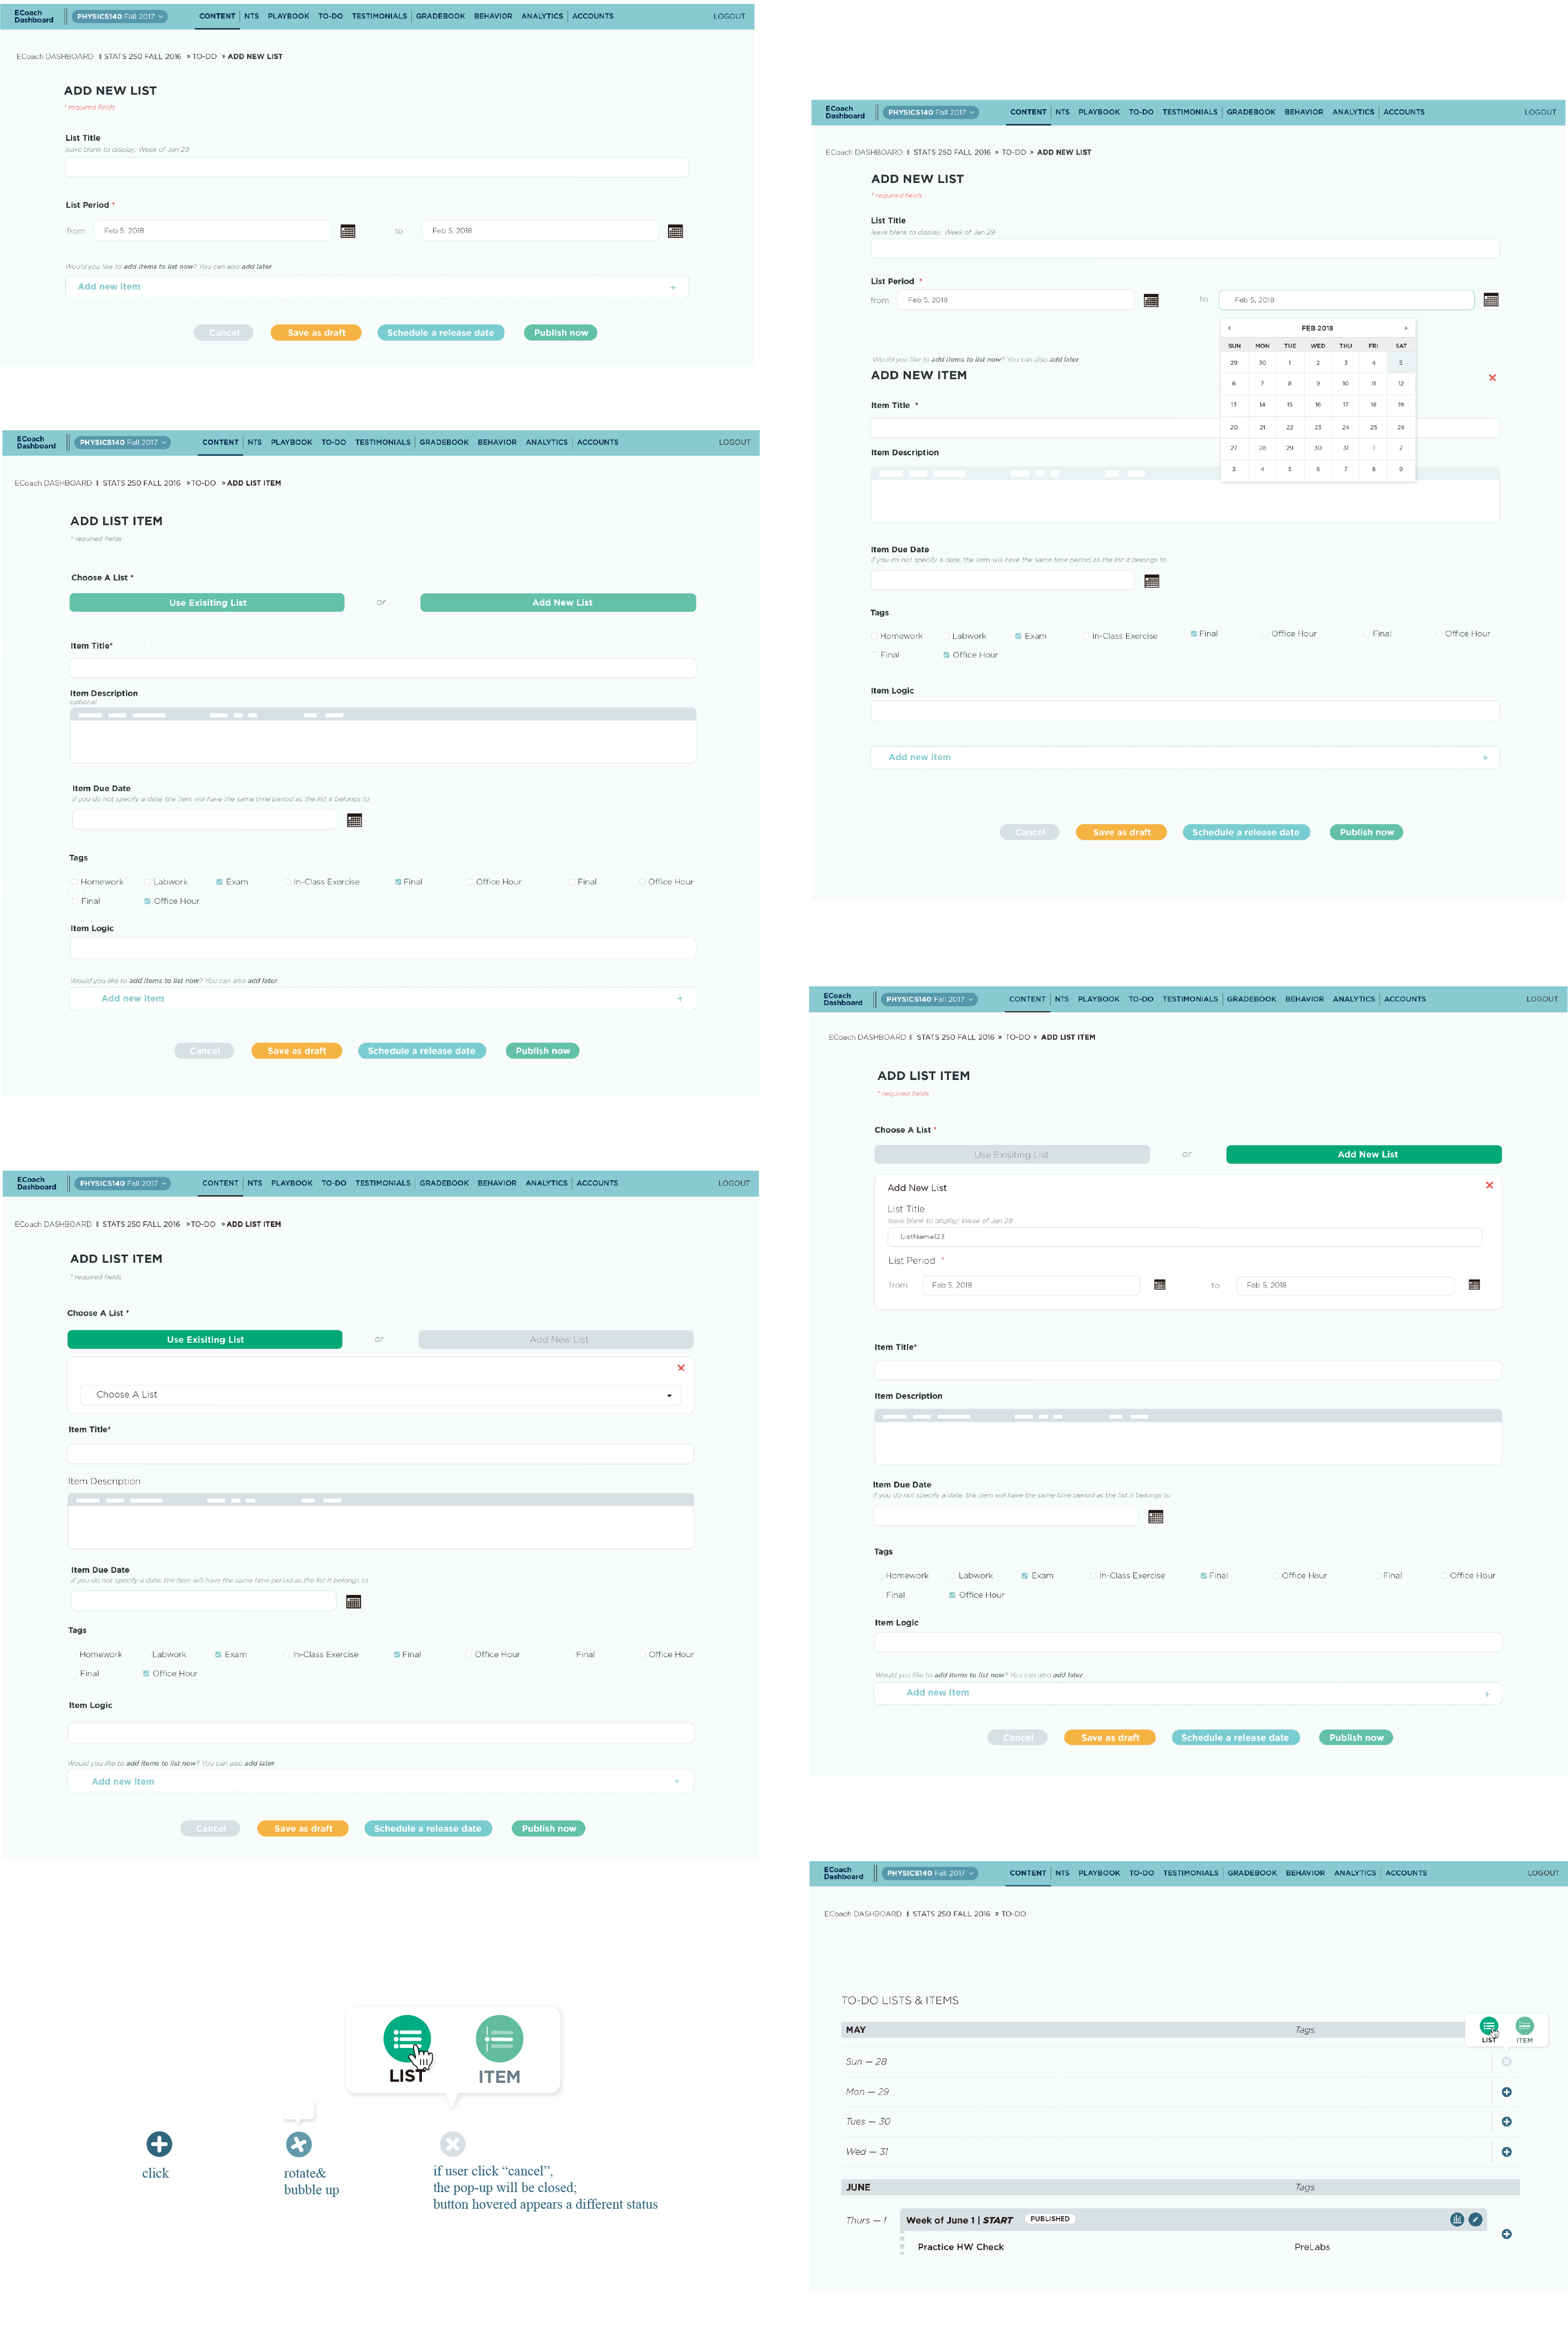 ECoach Dashboard PHYSICS140 Fall 2017 CONTENT NTS PLAYBOOK TO-DO TESTIMONIALS GRADEBOOK BEHAVIOR ANALYTICS ACCOUNTS LOGOUT
ECoach DASHBOARD STATS 250 FALL 2016 » TO-DO » ADD NEW LIST
ADD NEW LIST
* required fields
List Title
leave blank to display: Week of Jan 29
List Period *
from Feb 5, 2018 to Feb 5, 2018
Would you like to add items to list now? You can also add later.
Add new item +
Cancel Save as draft Schedule a release date Publish now
ECoach Dashboard PHYSICS140 Fall 2017 CONTENT NTS PLAYBOOK TO-DO TESTIMONIALS GRADEBOOK BEHAVIOR ANALYTICS ACCOUNTS LOGOUT
ECoach DASHBOARD STATS 250 FALL 2016 » TO-DO » ADD NEW LIST
ADD NEW LIST
* required fields
List Title
leave blank to display: Week of Jan 29
List Period *
from Feb 5, 2018 to Feb 5, 2018
< FEB 2018 >
SUN MON TUE WED THU FRI SAT
29 30 1 2 3 4 5
6 7 8 9 10 11 12
13 14 15 16 17 18 19
20 21 22 23 24 25 26
27 28 29 30 31 1 2
3 4 5 6 7 8 9
Would you like to add items to list now? You can also add later.
ADD NEW ITEM
Item Title *
Item Description
Item Due Date
if you do not specify a date, the item will have the same time period as the list it belongs to
Tags
Homework Labwork Exam In-Class Exercise Final Office Hour Final Office Hour
Final Office Hour
Item Logic
Add new item +
Cancel Save as draft Schedule a release date Publish now
ECoach Dashboard PHYSICS140 Fall 2017 CONTENT NTS PLAYBOOK TO-DO TESTIMONIALS GRADEBOOK BEHAVIOR ANALYTICS ACCOUNTS LOGOUT
ECoach DASHBOARD STATS 250 FALL 2016 » TO-DO » ADD LIST ITEM
ADD LIST ITEM
* required fields
Choose A List *
Use Exisiting List or Add New List
Item Title*
Item Description
optional
Item Due Date
if you do not specify a date, the item will have the same time period as the list it belongs to
Tags
Homework Labwork Exam In-Class Exercise Final Office Hour Final Office Hour
Final Office Hour
Item Logic
Would you like to add items to list now? You can also add later.
Add new item +
Cancel Save as draft Schedule a release date Publish now
ECoach Dashboard PHYSICS140 Fall 2017 CONTENT NTS PLAYBOOK TO-DO TESTIMONIALS GRADEBOOK BEHAVIOR ANALYTICS ACCOUNTS LOGOUT
ECoach DASHBOARD STATS 250 FALL 2016 » TO-DO » ADD LIST ITEM
ADD LIST ITEM
* required fields
Choose A List *
Use Exisiting List or Add New List
Add New List
List Title
leave blank to display: Week of Jan 29
ListName123
List Period *
from Feb 5, 2018 to Feb 5, 2018
Item Title*
Item Description
Item Due Date
if you do not specify a date, the item will have the same time period as the list it belongs to
Tags
Homework Labwork Exam In-Class Exercise Final Office Hour Final Office Hour
Final Office Hour
Item Logic
Would you like to add items to list now? You can also add later.
Add new item +
Cancel Save as draft Schedule a release date Publish now
ECoach Dashboard PHYSICS140 Fall 2017 CONTENT NTS PLAYBOOK TO-DO TESTIMONIALS GRADEBOOK BEHAVIOR ANALYTICS ACCOUNTS LOGOUT
ECoach DASHBOARD STATS 250 FALL 2016 » TO-DO » ADD LIST ITEM
ADD LIST ITEM
* required fields
Choose A List *
Use Exisiting List or Add New List
Choose A List
Item Title*
Item Description
Item Due Date
if you do not specify a date, the item will have the same time period as the list it belongs to
Tags
Homework Labwork Exam In-Class Exercise Final Office Hour Final Office Hour
Final Office Hour
Item Logic
Would you like to add items to list now? You can also add later.
Add new item +
Cancel Save as draft Schedule a release date Publish now
LIST ITEM
click
rotate&
bubble up
if user click “cancel”,
the pop-up will be closed;
button hovered appears a different status
ECoach Dashboard PHYSICS140 Fall 2017 CONTENT NTS PLAYBOOK TO-DO TESTIMONIALS GRADEBOOK BEHAVIOR ANALYTICS ACCOUNTS LOGOUT
ECoach DASHBOARD STATS 250 FALL 2016 » TO-DO
TO-DO LISTS & ITEMS
MAY Tags
LIST ITEM
Sun — 28
Mon — 29
Tues — 30
Wed — 31
JUNE Tags
Thurs — 1 Week of June 1 | START PUBLISHED
Practice HW Check PreLabs